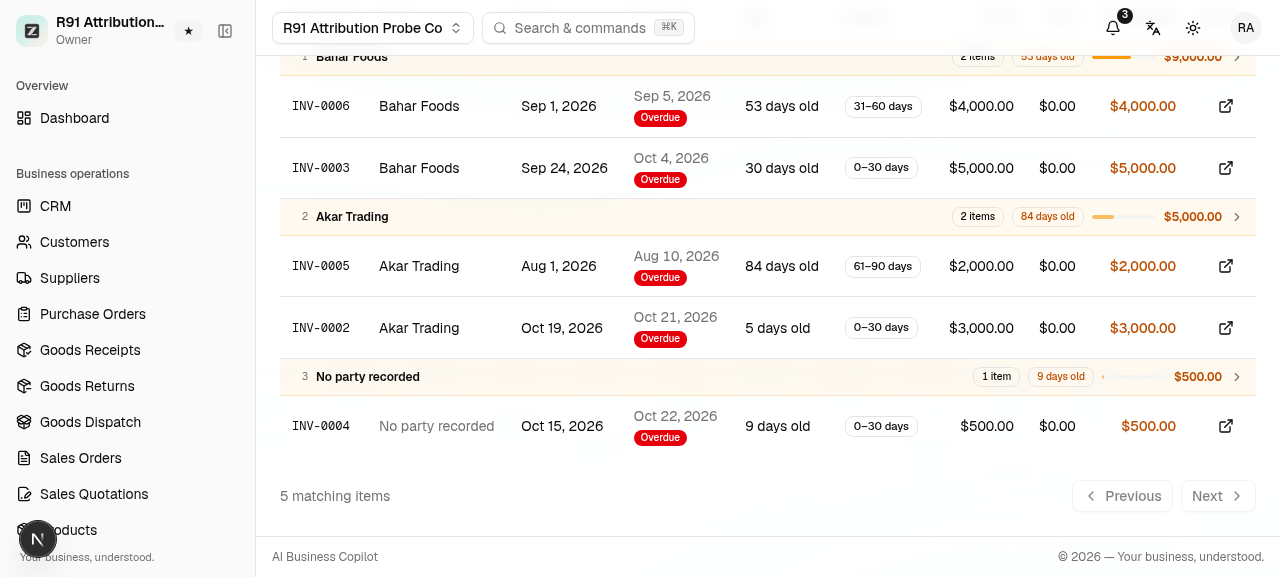 R91 Attribution...
Owner
R91 Attribution Probe Co
Search & commands
⌘K
3
RA
Overview
Dashboard
Business operations
CRM
Customers
Suppliers
Purchase Orders
Goods Receipts
Goods Returns
Goods Dispatch
Sales Orders
Sales Quotations
oducts
N
Your business, understood.
1 Bahar Foods 2 items 53 days old $9,000.00
INV-0006 Bahar Foods Sep 1, 2026 Sep 5, 2026 Overdue 53 days old 31–60 days $4,000.00 $0.00 $4,000.00
INV-0003 Bahar Foods Sep 24, 2026 Oct 4, 2026 Overdue 30 days old 0–30 days $5,000.00 $0.00 $5,000.00
2 Akar Trading 2 items 84 days old $5,000.00
INV-0005 Akar Trading Aug 1, 2026 Aug 10, 2026 Overdue 84 days old 61–90 days $2,000.00 $0.00 $2,000.00
INV-0002 Akar Trading Oct 19, 2026 Oct 21, 2026 Overdue 5 days old 0–30 days $3,000.00 $0.00 $3,000.00
3 No party recorded 1 item 9 days old $500.00
INV-0004 No party recorded Oct 15, 2026 Oct 22, 2026 Overdue 9 days old 0–30 days $500.00 $0.00 $500.00
5 matching items
Previous
Next
AI Business Copilot
© 2026 — Your business, understood.